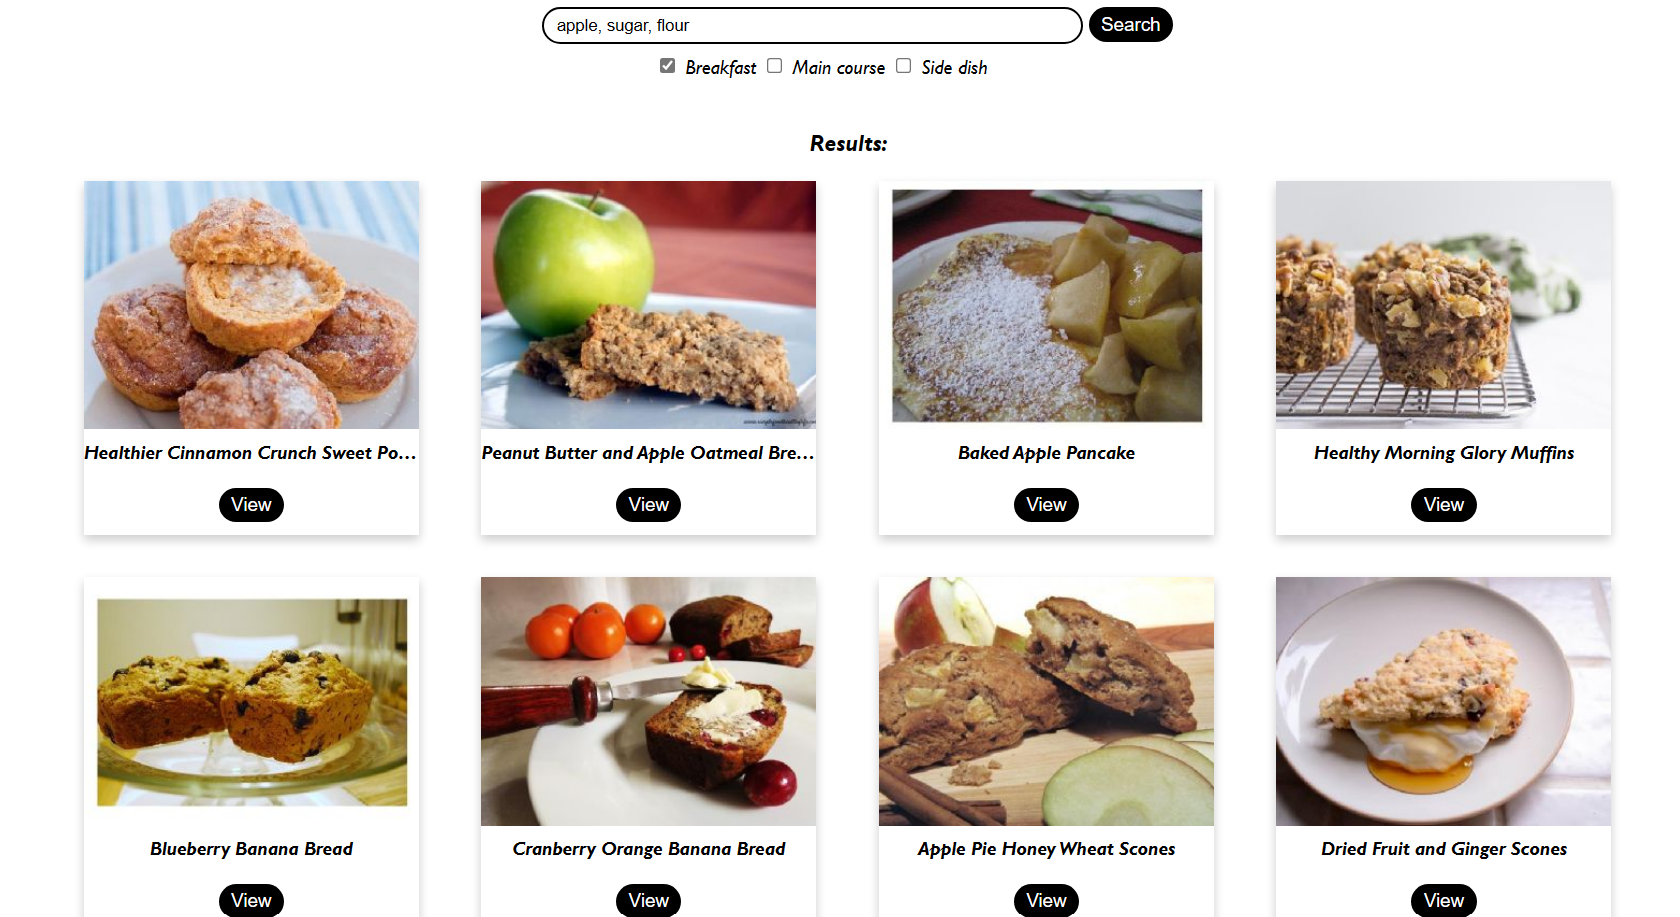 apple, sugar, flour
Search
Breakfast Main course Side dish
Results:
Healthier Cinnamon Crunch Sweet Po...
View
Peanut Butter and Apple Oatmeal Bre...
View
Baked Apple Pancake
View
Healthy Morning Glory Muffins
View
Blueberry Banana Bread
View
Cranberry Orange Banana Bread
View
Apple Pie Honey Wheat Scones
View
Dried Fruit and Ginger Scones
View